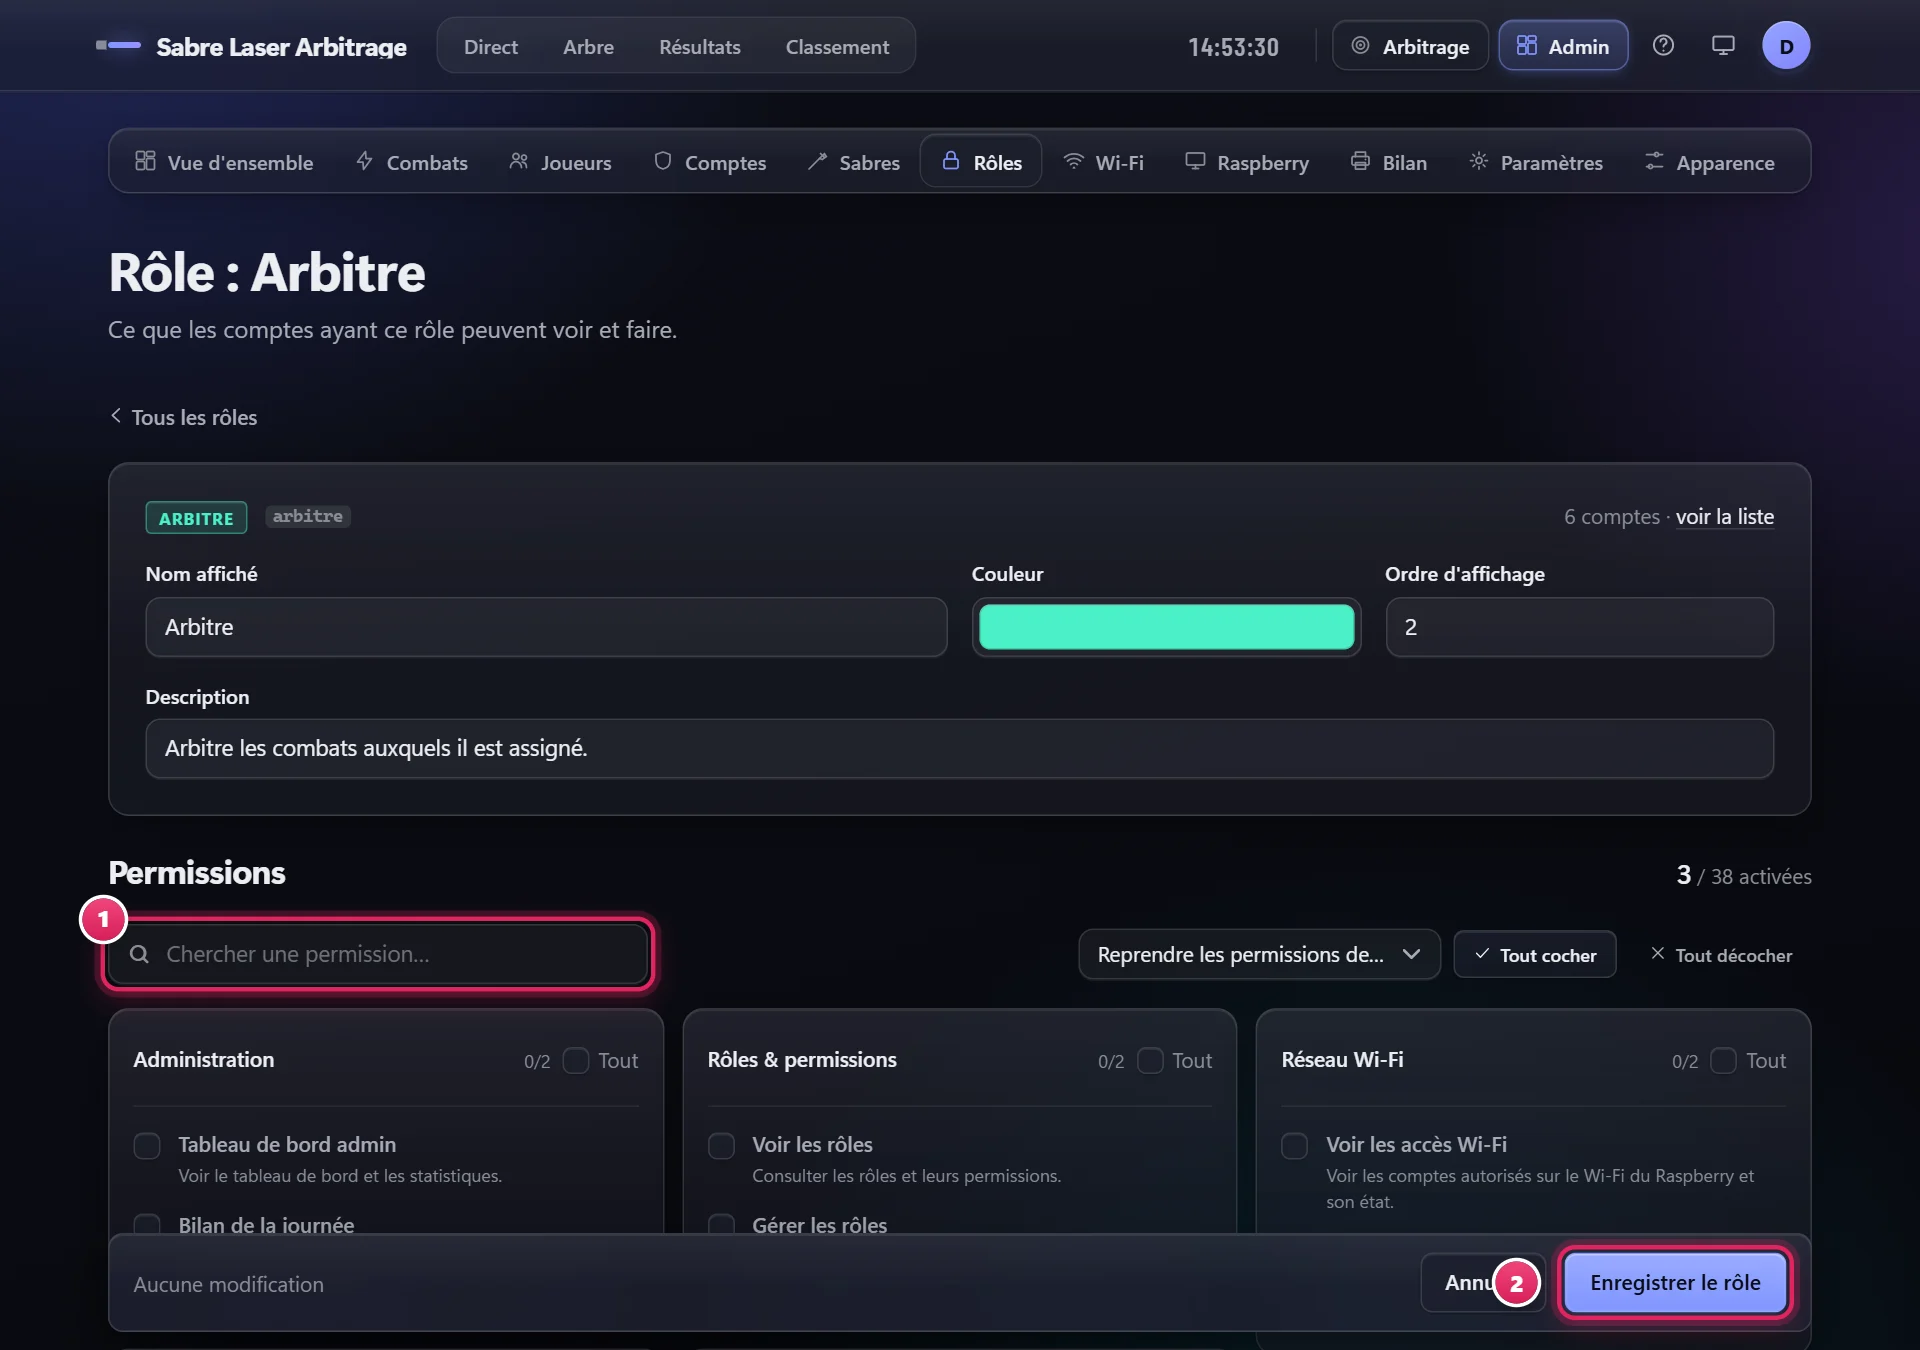 Sabre Laser Arbitrage
Direct
Arbre
Résultats
Classement
14:53:30
Arbitrage
Admin
D
Vue d'ensemble
Combats
Joueurs
Comptes
Sabres
Rôles
Wi-Fi
Raspberry
Bilan
Paramètres
Apparence
Rôle : Arbitre
Ce que les comptes ayant ce rôle peuvent voir et faire.
Tous les rôles
ARBITRE
arbitre
6 comptes · voir la liste
Nom affiché
Couleur
Ordre d'affichage
Arbitre
2
Description
Arbitre les combats auxquels il est assigné.
Permissions
3 / 38 activées
1
Chercher une permission...
Reprendre les permissions de...
Tout cocher
Tout décocher
Administration
0/2
Tout
Rôles & permissions
0/2
Tout
Réseau Wi-Fi
0/2
Tout
Tableau de bord admin
Voir le tableau de bord et les statistiques.
Voir les rôles
Consulter les rôles et leurs permissions.
Voir les accès Wi-Fi
Voir les comptes autorisés sur le Wi-Fi du Raspberry et
son état.
Bilan de la journée
Gérer les rôles
Aucune modification
Annu
2
Enregistrer le rôle